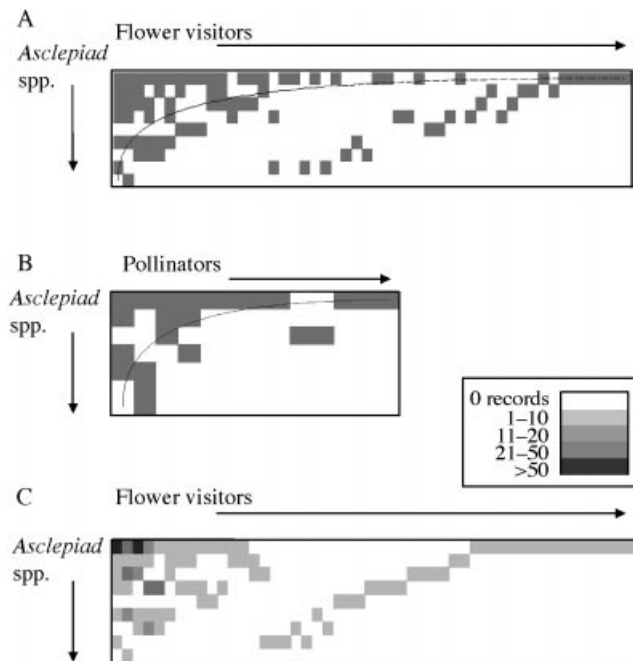 A
Flower visitors
Asclepiad
spp.
B
Pollinators
Asclepiad
spp.
0 records
1–10
11–20
21–50
>50
C
Flower visitors
Asclepiad
spp.